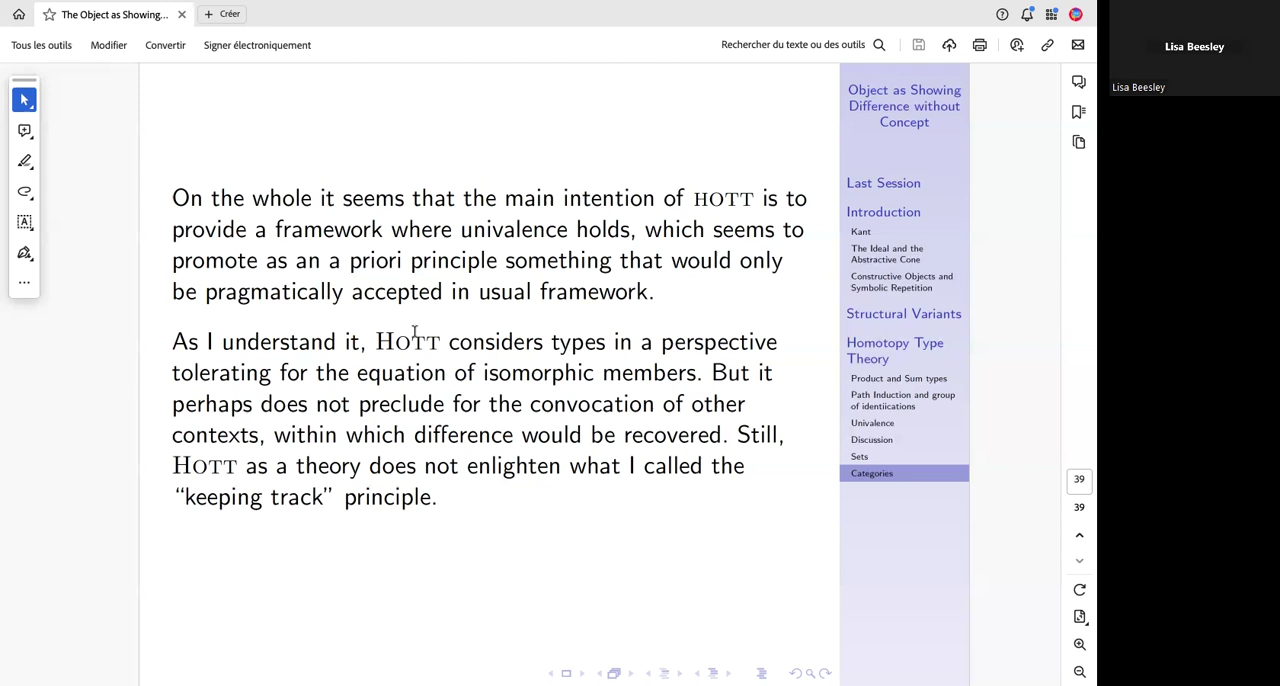 The Object as Showing...
Créer
Tous les outils
Modifier
Convertir
Signer électroniquement
Rechercher du texte ou des outils
On the whole it seems that the main intention of HOTT is to
provide a framework where univalence holds, which seems to
promote as an a priori principle something that would only
be pragmatically accepted in usual framework.
As I understand it, HOTT considers types in a perspective
tolerating for the equation of isomorphic members. But it
perhaps does not preclude for the convocation of other
contexts, within which difference would be recovered. Still,
HOTT as a theory does not enlighten what I called the
“keeping track” principle.
Object as Showing
Difference without
Concept
Last Session
Introduction
Kant
The Ideal and the
Abstractive Cone
Constructive Objects and
Symbolic Repetition
Structural Variants
Homotopy Type
Theory
Product and Sum types
Path Induction and group
of identiications
Univalence
Discussion
Sets
Categories
39
39
Lisa Beesley
Lisa Beesley